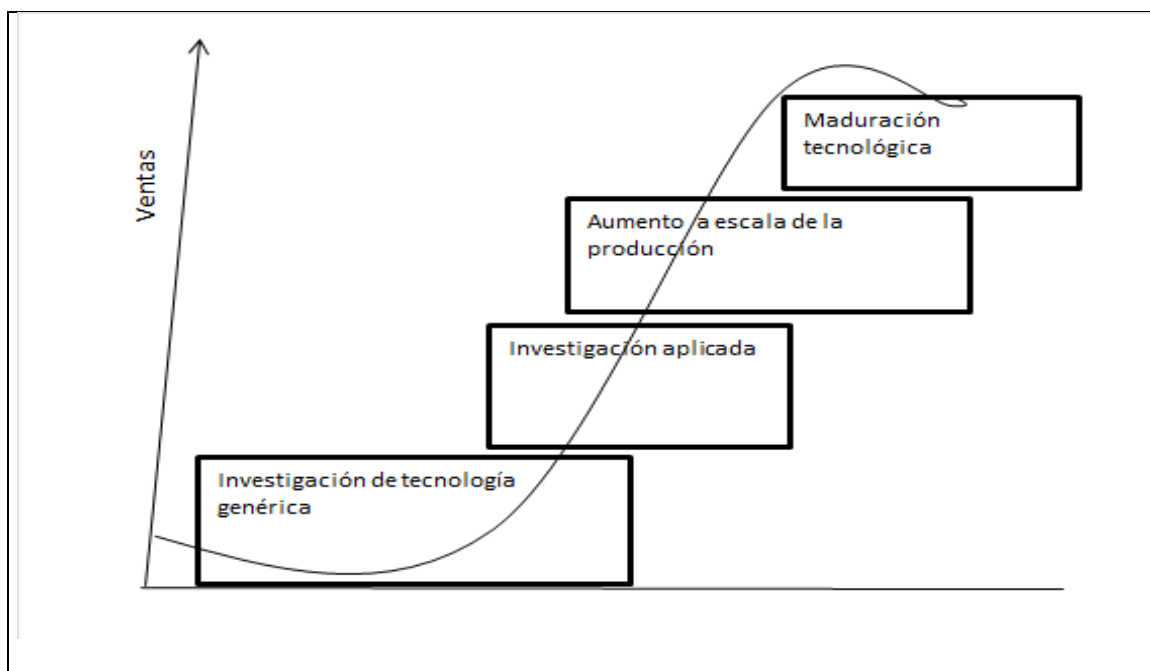 Ventas
Maduración
tecnológica
Aumento a escala de la
producción
Investigación aplicada
Investigación de tecnología
genérica